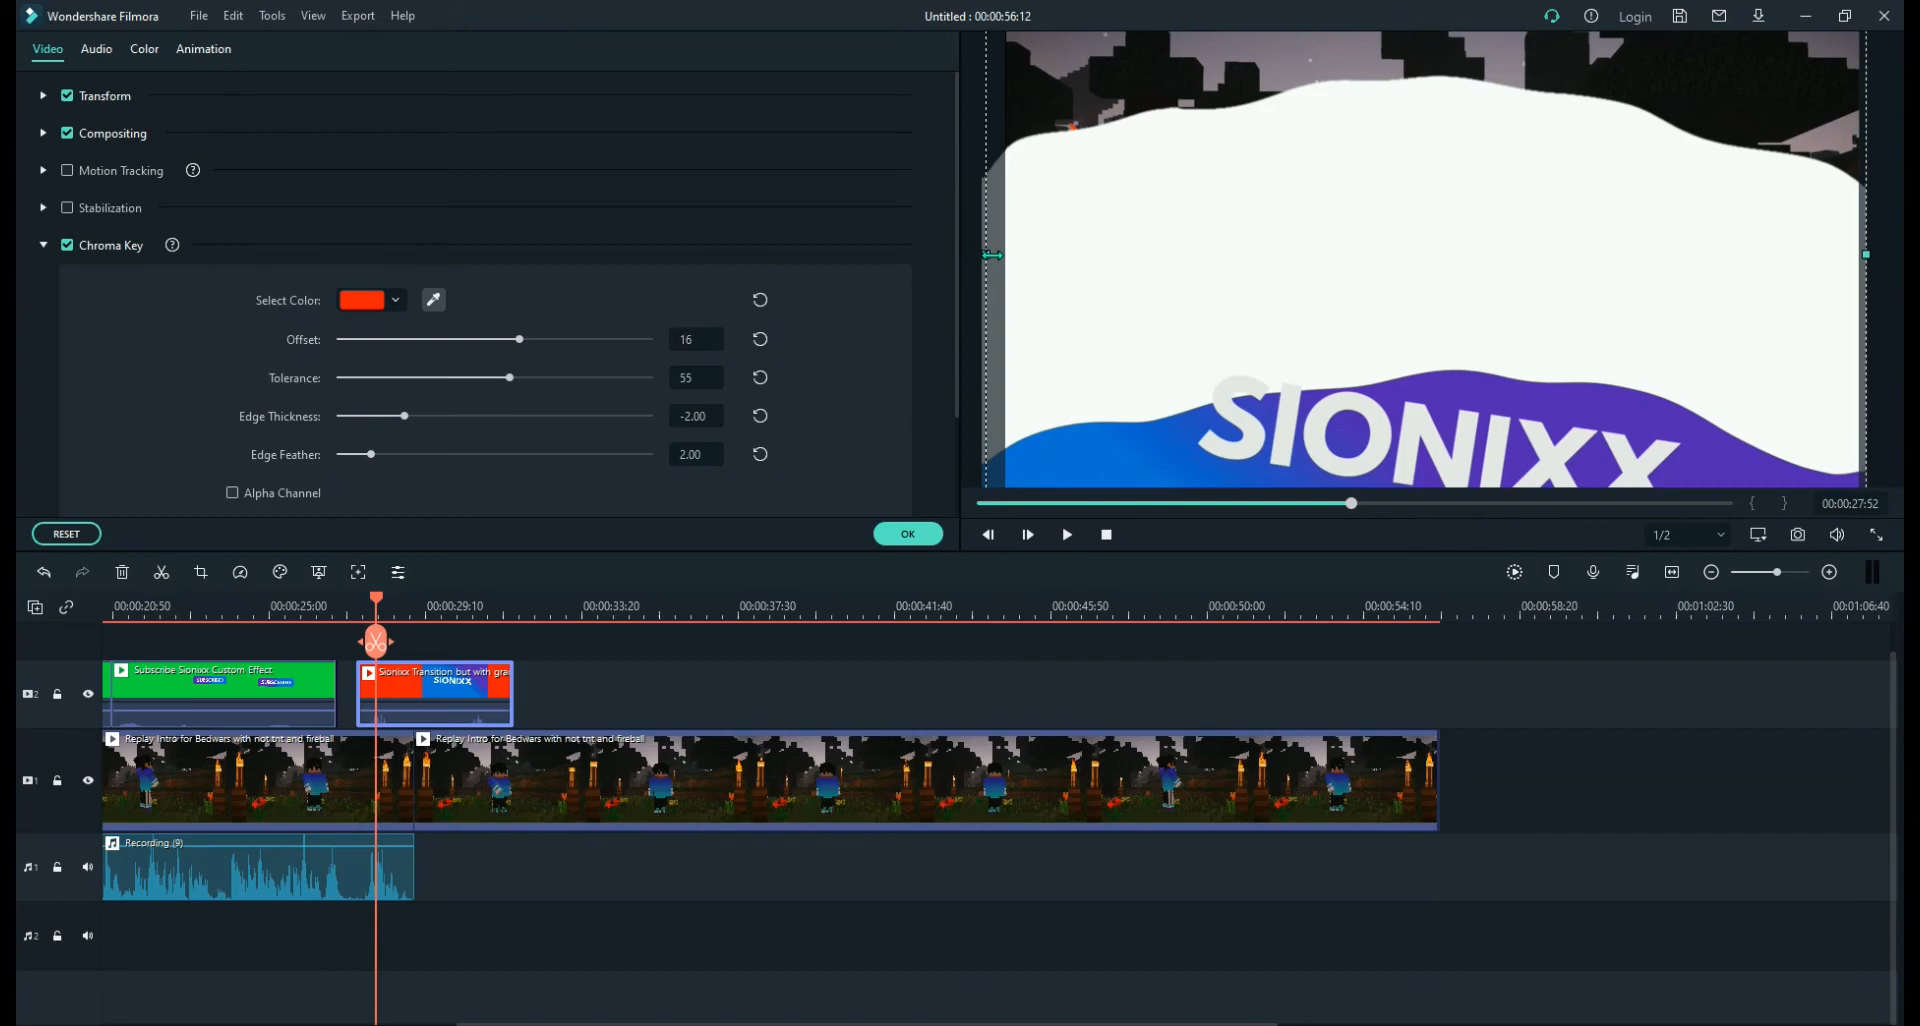 Wondershare Filmora File Edit Tools View Export Help Untitled : 00:00:56:12 Login
Video Audio Color Animation
Transform
Compositing
Motion Tracking
Stabilization
Chroma Key
Select Color:
Offset: 16
Tolerance: 55
Edge Thickness: -2.00
Edge Feather: 2.00
Alpha Channel
RESET OK
SIONIXX
{ } 00:00:27:52
1/2
00:00:20:50 00:00:25:00 00:00:29:10 00:00:33:20 00:00:37:30 00:00:41:40 00:00:45:50 00:00:50:00 00:00:54:10 00:00:58:20 00:01:02:30 00:01:06:40
Subscribe Sionixx Custom Effect
SUBSCRIBED
Sionixx Transition but with gra
SIONIXX
2
Replay Intro for Bedwars with not tnt and firebal
Replay Intro for Bedwars with not tnt and fireball
1
Recording (9)
1
2